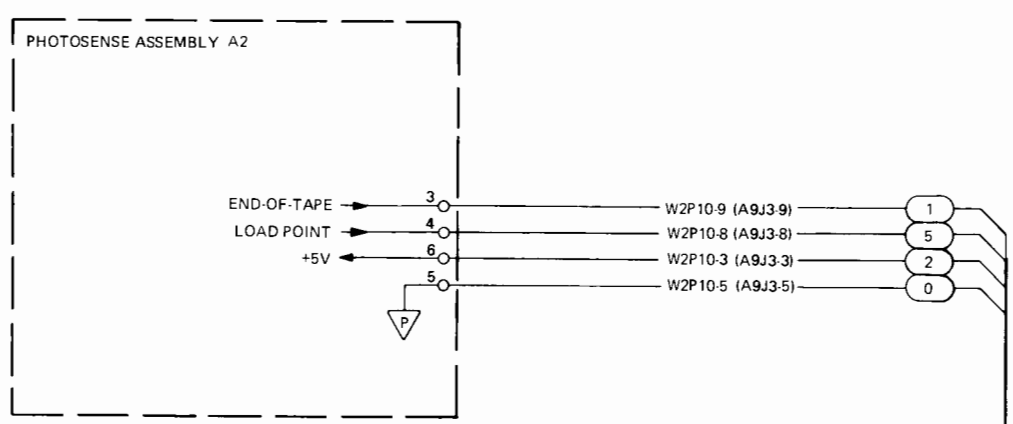 PHOTOSENSE ASSEMBLY A2
END-OF-TAPE 3 W2P10-9 (A9J3-9) 1
LOAD POINT 4 W2P10-8 (A9J3-8) 5
+5V 6 W2P10-3 (A9J3-3) 2
5 W2P10-5 (A9J3-5) 0
P